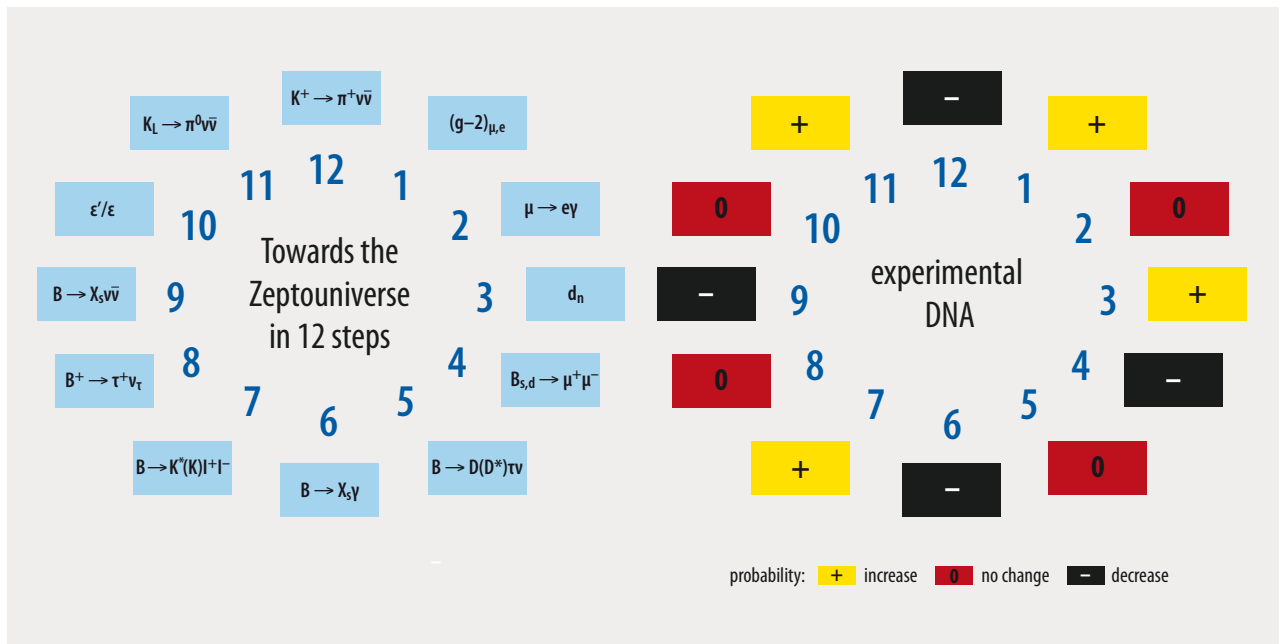 K⁺ → π⁺νν̄
K_L → π⁰νν̄
(g–2)_μ,e
12
11
1
ε′/ε
10
2
μ → eγ
Towards the
Zeptouniverse
in 12 steps
B → X_sνν̄
9
3
d_n
B⁺ → τ⁺ν_τ
8
4
B_s,d → μ⁺μ⁻
7
5
6
B → K*(K)l⁺l⁻
B → X_sγ
B → D(D*)τν
–
+
+
12
11
1
0
10
2
0
experimental
DNA
–
9
3
+
0
8
4
–
7
5
6
+
–
0
–
probability: + increase 0 no change – decrease